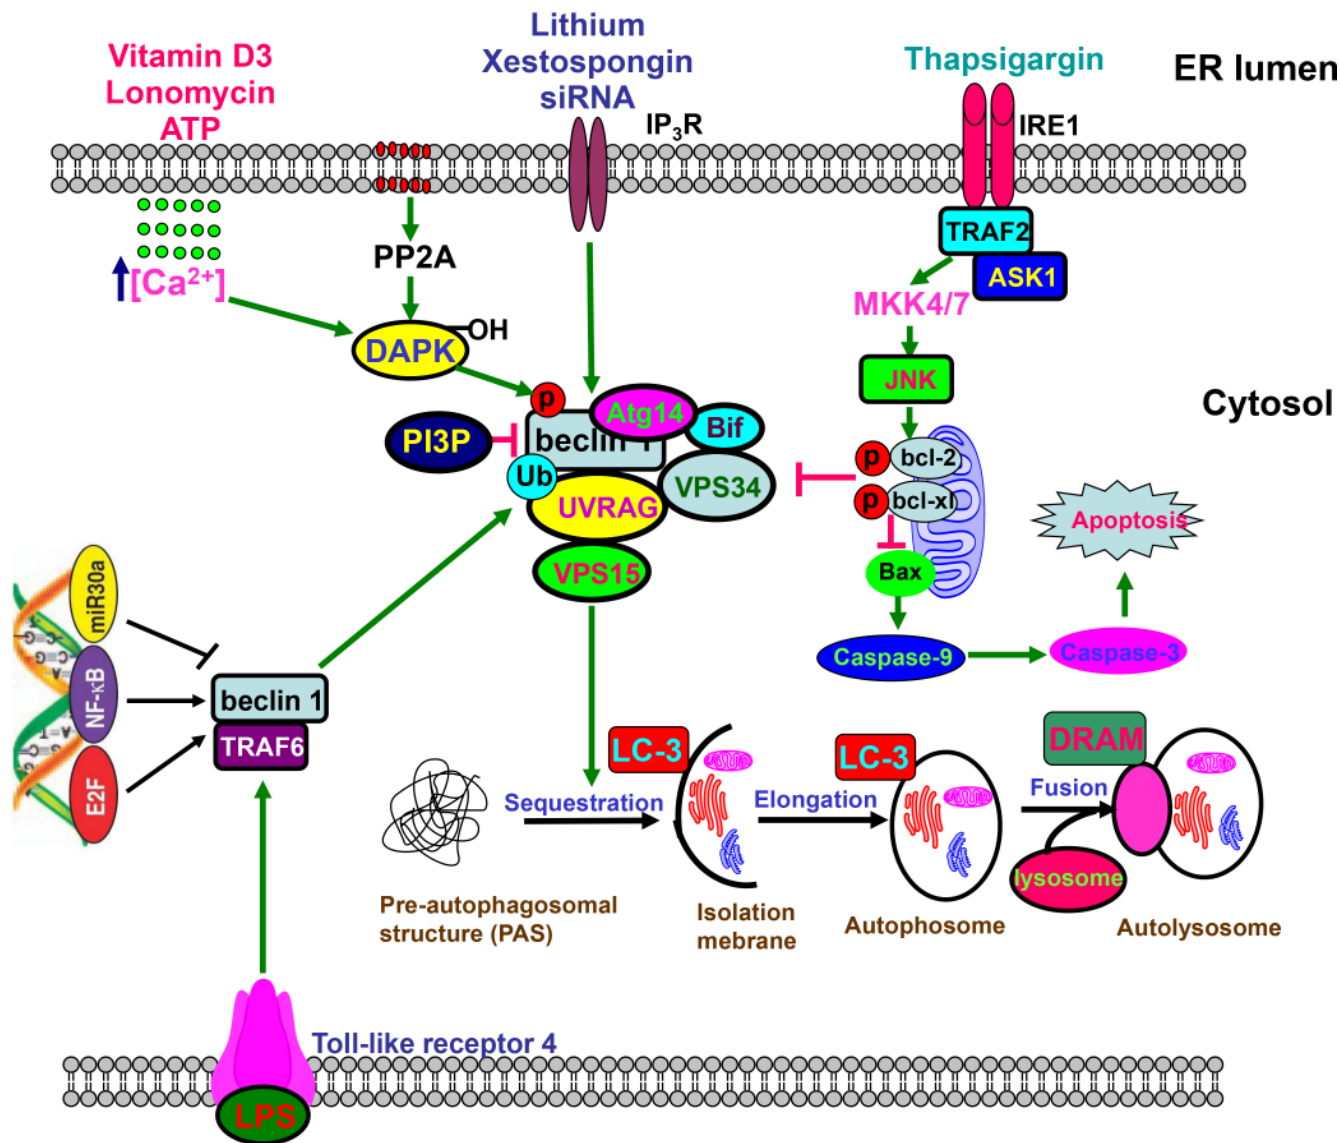 Vitamin D3
Lonomycin
ATP
Lithium
Xestospongin
siRNA
Thapsigargin
ER lumen
IP₃R
IRE1
TRAF2
ASK1
[Ca²⁺]
PP2A
MKK4/7
OH
DAPK
JNK
Cytosol
p
Atg14
Bif
PI3P
beclin 1
p
bcl-2
Ub
VPS34
p
bcl-xl
UVRAG
Apoptosis
VPS15
Bax
miR30a
NF-κB
E2F
Caspase-9
Caspase-3
beclin 1
TRAF6
LC-3
LC-3
DRAM
Sequestration
Elongation
Fusion
lysosome
Pre-autophagosomal
structure (PAS)
Isolation
mebrane
Autophosome
Autolysosome
Toll-like receptor 4
LPS